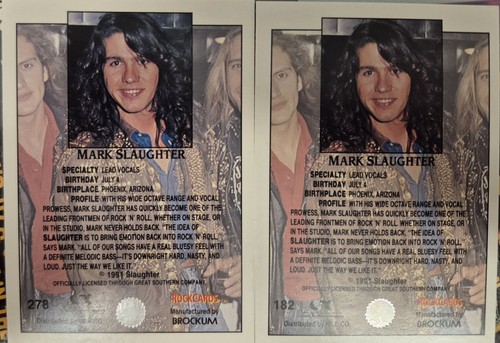 MARK SLAUGHTER
SPECIALTY LEAD VOCALS
BIRTHDAY JULY 4
BIRTHPLACE PHOENIX, ARIZONA
PROFILE WITH HIS WIDE OCTAVE RANGE AND VOCAL
PROWESS, MARK SLAUGHTER HAS QUICKLY BECOME ONE OF THE
LEADING FRONTMEN OF ROCK 'N' ROLL. WHETHER ON STAGE, OR
IN THE STUDIO, MARK NEVER HOLDS BACK. "THE IDEA OF
SLAUGHTER IS TO BRING EMOTION BACK INTO ROCK 'N' ROLL,
SAYS MARK. "ALL OF OUR SONGS HAVE A REAL BLUESY FEEL WITH
A DEFINITE MELODIC BASS—IT'S DOWNRIGHT HARD, NASTY, AND
LOUD. JUST THE WAY WE LIKE IT.
© 1991 Slaughter
OFFICIALLY LICENSED THROUGH GREAT SOUTHERN COMPANY.
278
ROCKCARDS
Manufactured by
BROCKUM
MARK SLAUGHTER
SPECIALTY LEAD VOCALS
BIRTHDAY JULY 4
BIRTHPLACE PHOENIX, ARIZONA
PROFILE WITH HIS WIDE OCTAVE RANGE AND VOCAL
PROWESS, MARK SLAUGHTER HAS QUICKLY BECOME ONE OF THE
LEADING FRONTMEN OF ROCK 'N' ROLL. WHETHER ON STAGE, OR
IN THE STUDIO, MARK NEVER HOLDS BACK. "THE IDEA OF
SLAUGHTER IS TO BRING EMOTION BACK INTO ROCK 'N' ROLL,
SAYS MARK. "ALL OF OUR SONGS HAVE A REAL BLUESY FEEL WITH
A DEFINITE MELODIC BASS—IT'S DOWNRIGHT HARD, NASTY, AND
LOUD. JUST THE WAY WE LIKE IT.
© 1991 Slaughter
OFFICIALLY LICENSED THROUGH GREAT SOUTHERN COMPANY.
182
ROCKCARDS
Manufactured by
Distributed by
BROCKUM